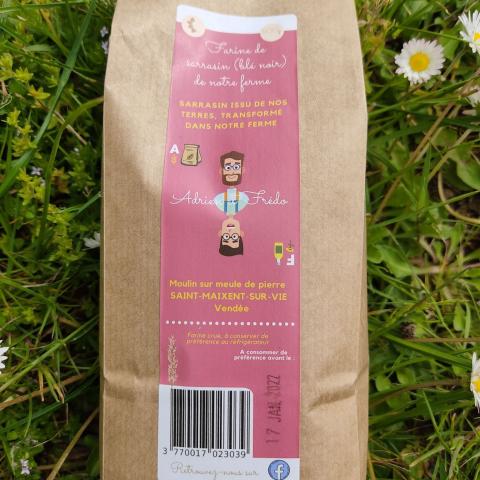 Farine de
sarrasin (blé noir)
de notre ferme
SARRASIN ISSU DE NOS
TERRES, TRANSFORMÉ
DANS NOTRE FERME
A
Adrien Frédo
F
Moulin sur meule de pierre
SAINT-MAIXENT-SUR-VIE
Vendée
Farine crue, à conserver de
préférence au réfrigérateur
A consommer de
préférence avant le :
17 JAN. 2022
3 770017 023039
Retrouvez-nous sur
f